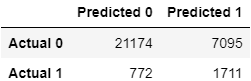 Predicted 0 Predicted 1
Actual 0 21174 7095
Actual 1 772 1711